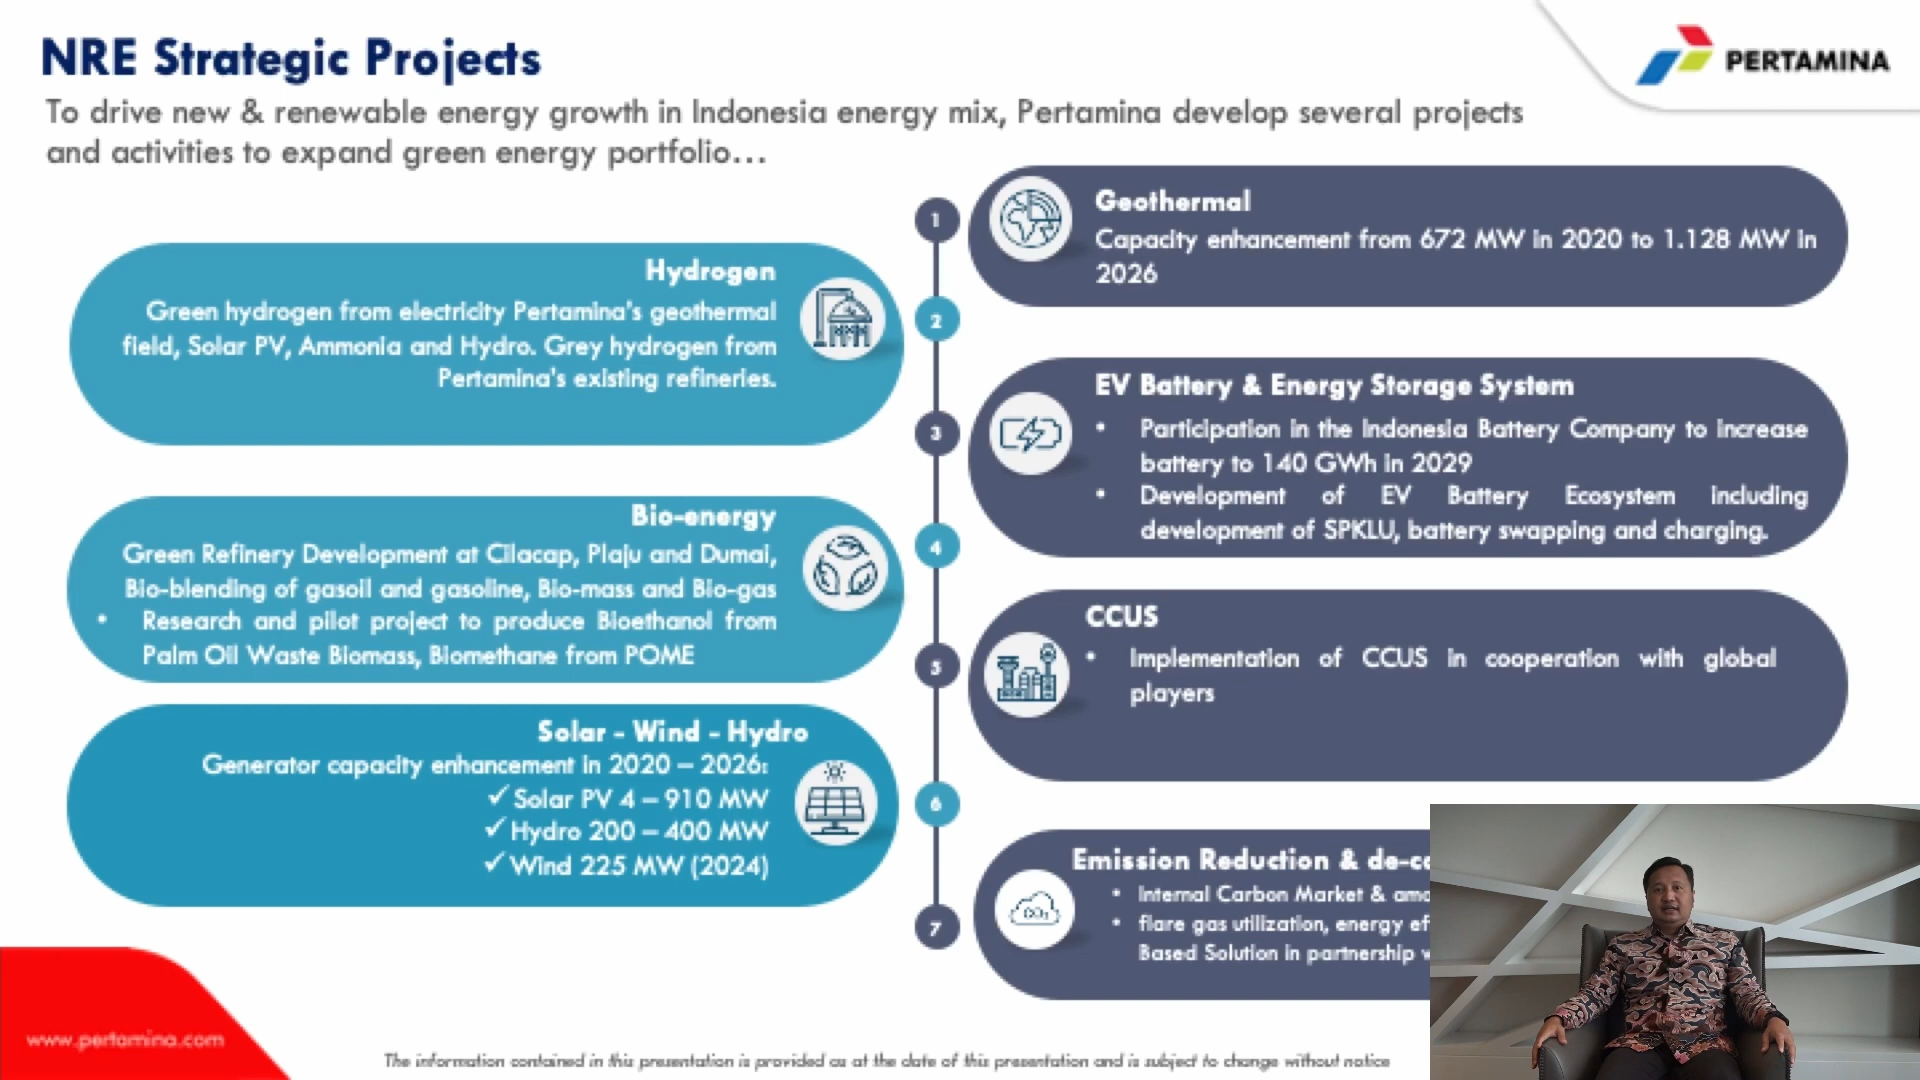 NRE Strategic Projects
PERTAMINA
To drive new & renewable energy growth in Indonesia energy mix, Pertamina develop several projects
and activities to expand green energy portfolio...
1
Geothermal
Capacity enhancement from 672 MW in 2020 to 1.128 MW in
2026
2
Hydrogen
Green hydrogen from electricity Pertamina's geothermal
field, Solar PV, Ammonia and Hydro. Grey hydrogen from
Pertamina's existing refineries.
3
EV Battery & Energy Storage System
• Participation in the Indonesia Battery Company to increase
battery to 140 GWh in 2029
• Development of EV Battery Ecosystem including
development of SPKLU, battery swapping and charging.
4
Bio-energy
Green Refinery Development at Cilacap, Plaju and Dumai,
Bio-blending of gasoil and gasoline, Bio-mass and Bio-gas
• Research and pilot project to produce Bioethanol from
Palm Oil Waste Biomass, Biomethane from POME
5
CCUS
• Implementation of CCUS in cooperation with global
players
6
Solar - Wind - Hydro
Generator capacity enhancement in 2020 – 2026:
✓ Solar PV 4 – 910 MW
✓ Hydro 200 – 400 MW
✓ Wind 225 MW (2024)
7
Emission Reduction &
• Internal Carbon Market &
• flare gas utilization, energy
Based Solution in partnership
CO₂
www.pertamina.com
The information contained in this presentation is provided as at the date of this presentation and is subject to change without notice